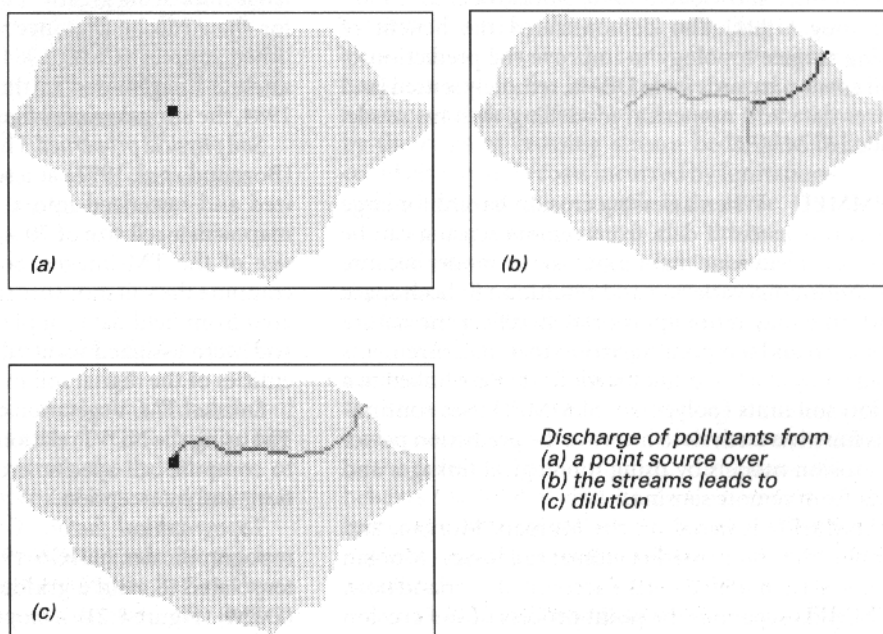 (a)
(b)
(c)
Discharge of pollutants from
(a) a point source over
(b) the streams leads to
(c) dilution